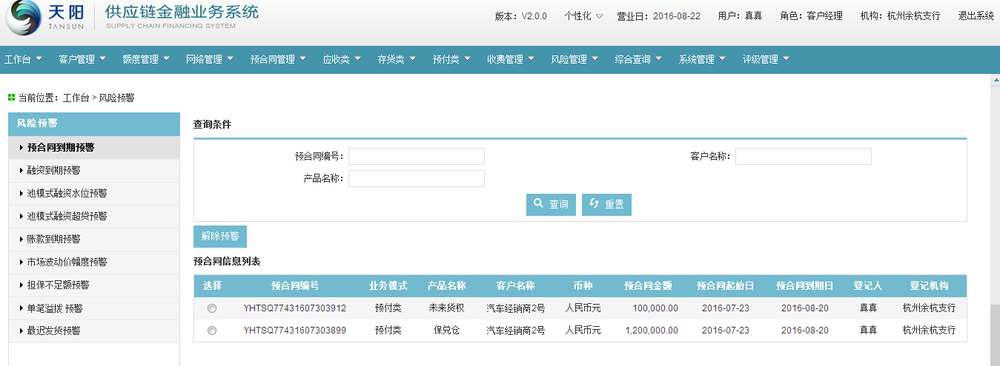 天阳 TANSUN 供应链金融业务系统 SUPPLY CHAIN FINANCING SYSTEM
版本：V2.0.0 个性化 营业日：2016-08-22 用户：真真 角色：客户经理 机构：杭州余杭支行 退出系统
工作台 客户管理 额度管理 网络管理 预合同管理 应收类 存货类 预付类 收费管理 风险管理 综合查询 系统管理 评级管理
当前位置：工作台 > 风险预警
风险预警
预合同到期预警
融资到期预警
池模式融资水位预警
池模式融资超贷预警
账款到期预警
市场波动价幅度预警
担保不足额预警
单笔溢拨 预警
最迟发货预警
查询条件
预合同编号： 客户名称：
产品名称：
查询 重置
解除预警
预合同信息列表
选择 预合同编号 业务模式 产品名称 客户名称 币种 预合同金额 预合同起始日 预合同到期日 登记人 登记机构
YHTSQ77431607303912 预付类 未来货权 汽车经销商2号 人民币元 100,000.00 2016-07-23 2016-08-20 真真 杭州余杭支行
YHTSQ77431607303899 预付类 保兑仓 汽车经销商2号 人民币元 1,200,000.00 2016-07-23 2016-08-20 真真 杭州余杭支行